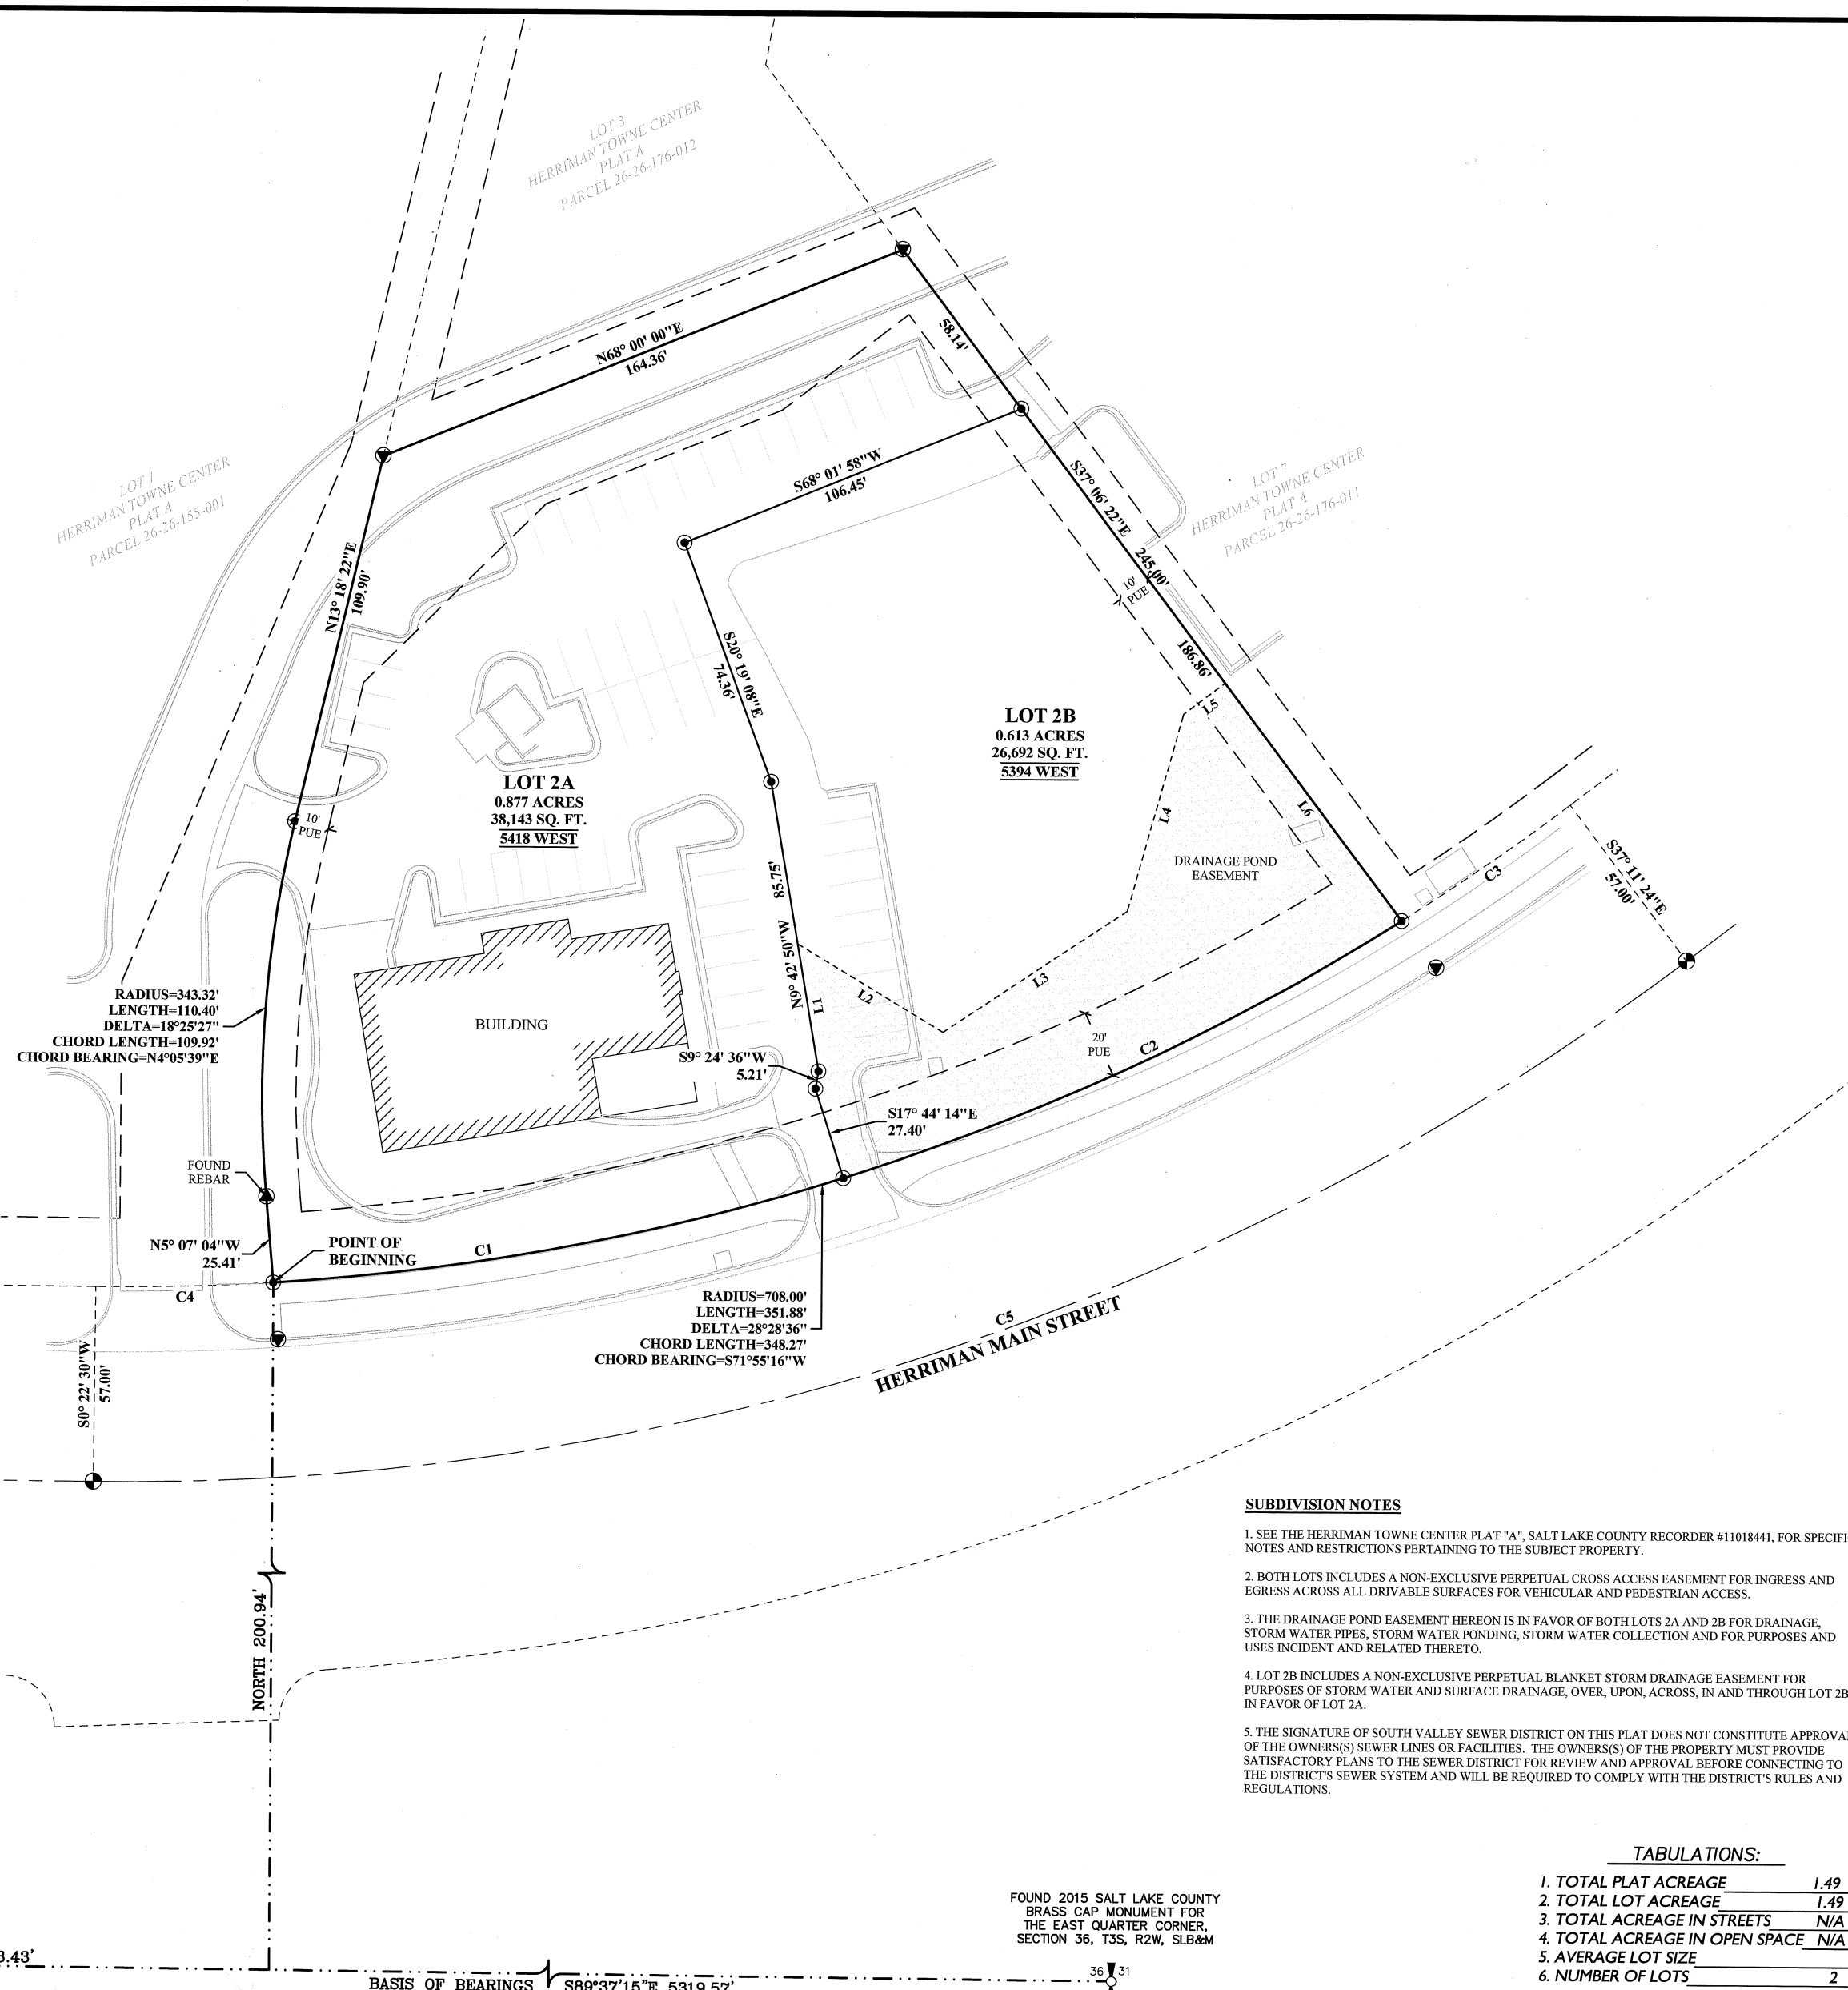 LOT 3
HERRIMAN TOWNE CENTER
PLAT A
PARCEL 26-26-176-012
LOT 1
HERRIMAN TOWNE CENTER
PLAT A
PARCEL 26-26-155-001
LOT 7
HERRIMAN TOWNE CENTER
PLAT A
PARCEL 26-26-176-011
N68° 00' 00"E
164.36'
58.14'
S68° 01' 58"W
106.45'
S37° 06' 22"E
245.00'
10'
PUE
186.86'
N13° 18' 22"E
109.90'
S20° 19' 08"E
74.36'
LOT 2B
0.613 ACRES
26,692 SQ. FT.
5394 WEST
L5
L6
L4
LOT 2A
0.877 ACRES
38,143 SQ. FT.
5418 WEST
10'
PUE
DRAINAGE POND
EASEMENT
C3
S37° 11' 24"E
57.00'
85.75'
N9° 42' 50"W
L1
L2
L3
RADIUS=343.32'
LENGTH=110.40'
DELTA=18°25'27"
CHORD LENGTH=109.92'
CHORD BEARING=N4°05'39"E
BUILDING
20'
PUE
C2
S9° 24' 36"W
5.21'
S17° 44' 14"E
27.40'
FOUND
REBAR
N5° 07' 04"W
25.41'
POINT OF
BEGINNING
C1
C4
RADIUS=708.00'
LENGTH=351.88'
DELTA=28°28'36"
CHORD LENGTH=348.27'
CHORD BEARING=S71°55'16"W
C5
HERRIMAN MAIN STREET
S0° 22' 30"W
57.00'
NORTH 200.94'
SUBDIVISION NOTES
1. SEE THE HERRIMAN TOWNE CENTER PLAT "A", SALT LAKE COUNTY RECORDER #11018441, FOR SPECIFI
NOTES AND RESTRICTIONS PERTAINING TO THE SUBJECT PROPERTY.
2. BOTH LOTS INCLUDES A NON-EXCLUSIVE PERPETUAL CROSS ACCESS EASEMENT FOR INGRESS AND
EGRESS ACROSS ALL DRIVABLE SURFACES FOR VEHICULAR AND PEDESTRIAN ACCESS.
3. THE DRAINAGE POND EASEMENT HEREON IS IN FAVOR OF BOTH LOTS 2A AND 2B FOR DRAINAGE,
STORM WATER PIPES, STORM WATER PONDING, STORM WATER COLLECTION AND FOR PURPOSES AND
USES INCIDENT AND RELATED THERETO.
4. LOT 2B INCLUDES A NON-EXCLUSIVE PERPETUAL BLANKET STORM DRAINAGE EASEMENT FOR
PURPOSES OF STORM WATER AND SURFACE DRAINAGE, OVER, UPON, ACROSS, IN AND THROUGH LOT 2B
IN FAVOR OF LOT 2A.
5. THE SIGNATURE OF SOUTH VALLEY SEWER DISTRICT ON THIS PLAT DOES NOT CONSTITUTE APPROVAL
OF THE OWNERS(S) SEWER LINES OR FACILITIES. THE OWNERS(S) OF THE PROPERTY MUST PROVIDE
SATISFACTORY PLANS TO THE SEWER DISTRICT FOR REVIEW AND APPROVAL BEFORE CONNECTING TO
THE DISTRICT'S SEWER SYSTEM AND WILL BE REQUIRED TO COMPLY WITH THE DISTRICT'S RULES AND
REGULATIONS.
TABULATIONS:
1. TOTAL PLAT ACREAGE 1.49
2. TOTAL LOT ACREAGE 1.49
3. TOTAL ACREAGE IN STREETS N/A
4. TOTAL ACREAGE IN OPEN SPACE N/A
5. AVERAGE LOT SIZE
6. NUMBER OF LOTS 2
FOUND 2015 SALT LAKE COUNTY
BRASS CAP MONUMENT FOR
THE EAST QUARTER CORNER,
SECTION 36, T3S, R2W, SLB&M
36 31
3.43'
BASIS OF BEARINGS S89°37'15"E 5319.57'